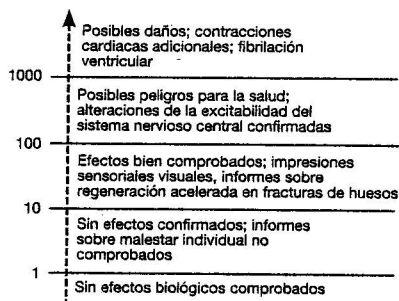 Posibles daños; contracciones
cardiacas adicionales; fibrilación
ventricular
1000
Posibles peligros para la salud;
alteraciones de la excitabilidad del
sistema nervioso central confirmadas
100
Efectos bien comprobados; impresiones
sensoriales visuales, informes sobre
regeneración acelerada en fracturas de huesos
10
Sin efectos confirmados; informes
sobre malestar individual no
comprobados
1
Sin efectos biológicos comprobados